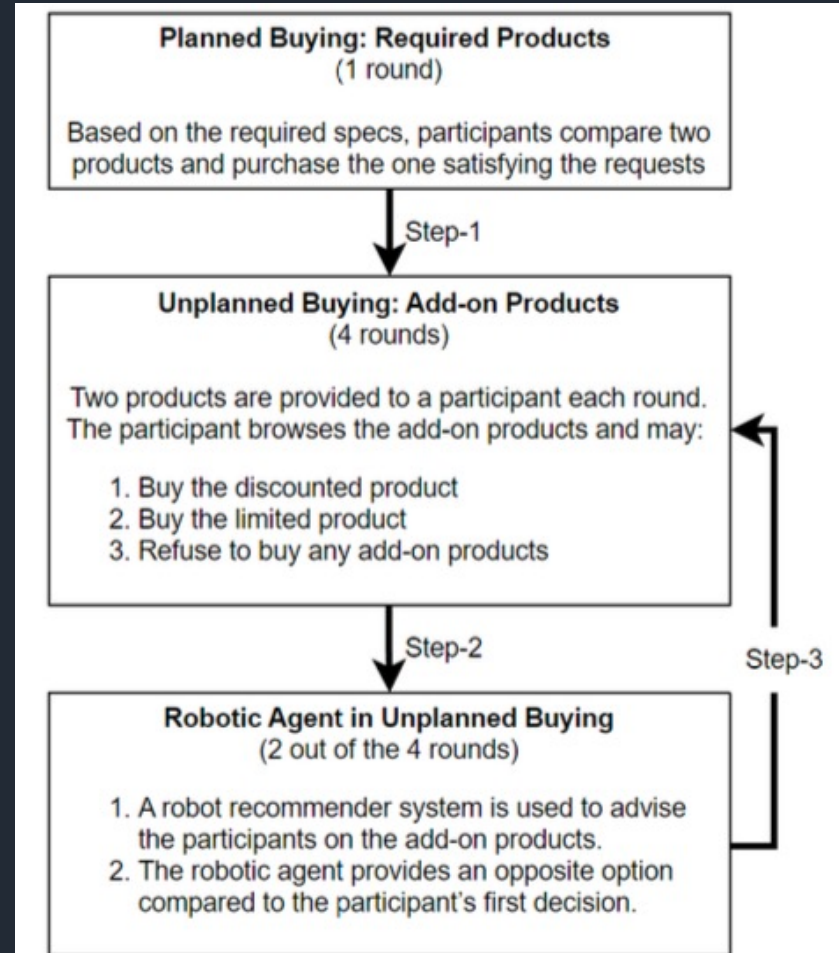 Planned Buying: Required Products
(1 round)
Based on the required specs, participants compare two
products and purchase the one satisfying the requests
Step-1
Unplanned Buying: Add-on Products
(4 rounds)
Two products are provided to a participant each round.
The participant browses the add-on products and may:
1. Buy the discounted product
2. Buy the limited product
3. Refuse to buy any add-on products
Step-2
Step-3
Robotic Agent in Unplanned Buying
(2 out of the 4 rounds)
1. A robot recommender system is used to advise
the participants on the add-on products.
2. The robotic agent provides an opposite option
compared to the participant's first decision.